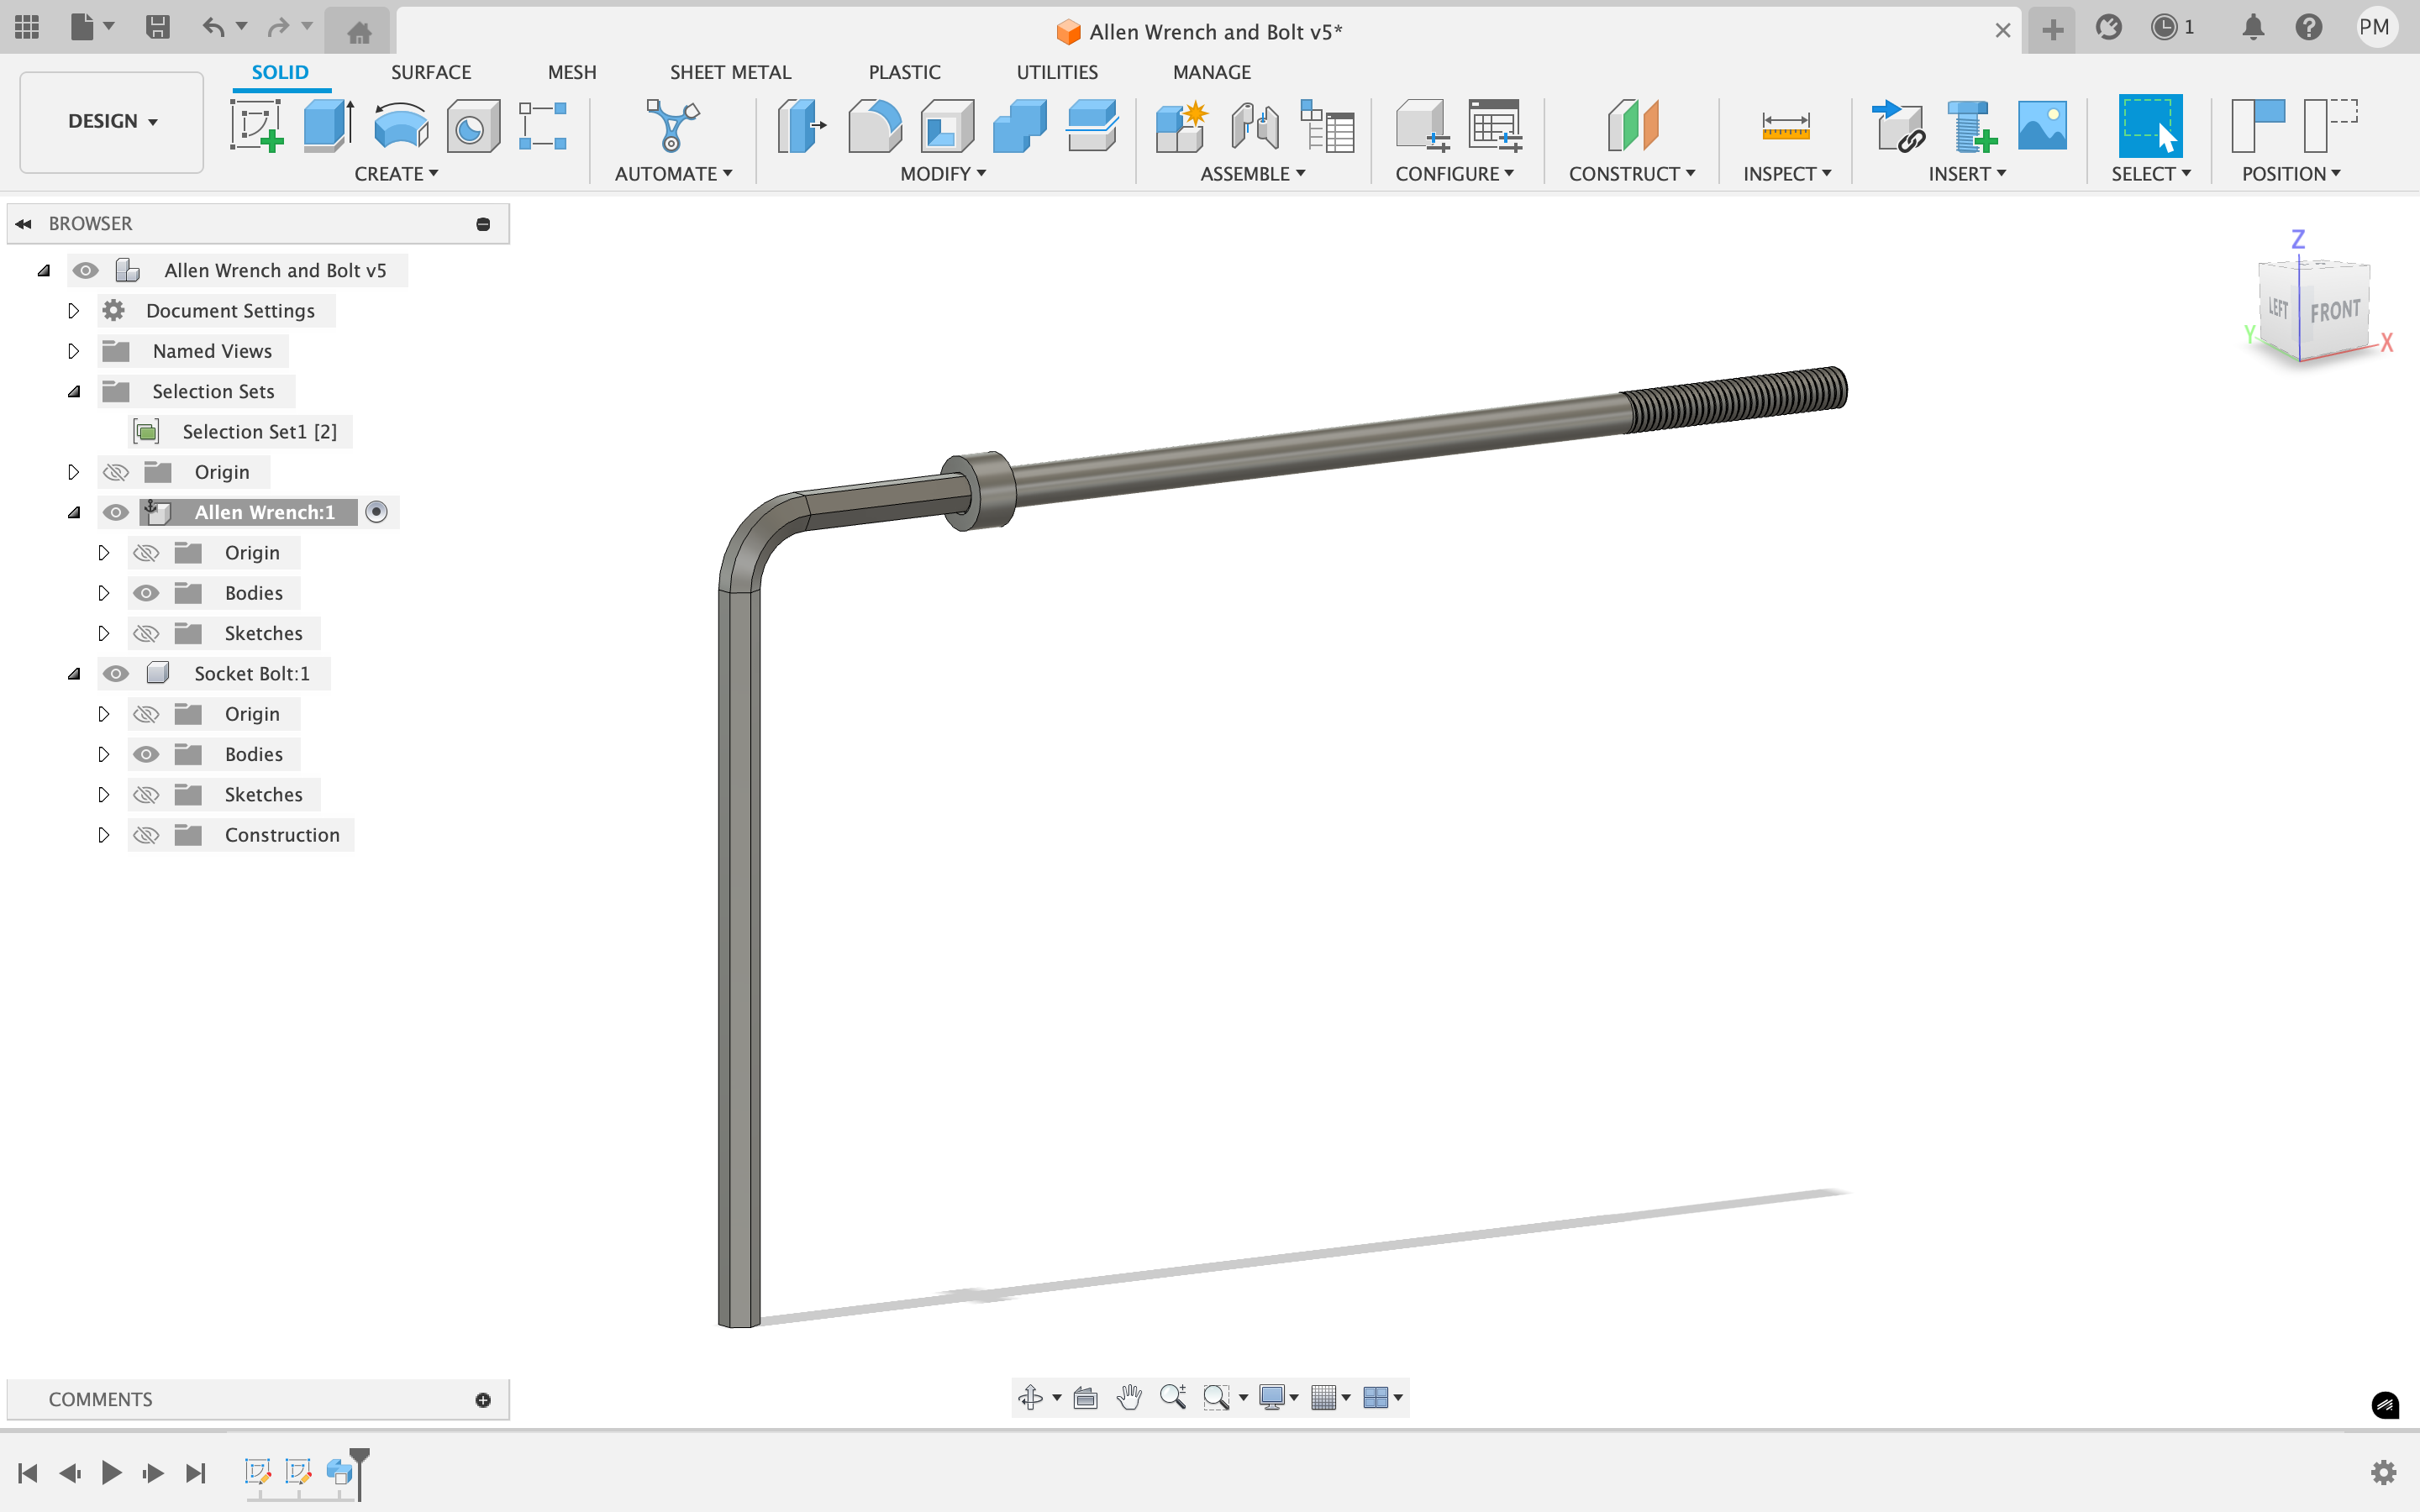 Allen Wrench and Bolt v5*
1
PM
DESIGN
SOLID
SURFACE
MESH
SHEET METAL
PLASTIC
UTILITIES
MANAGE
CREATE
AUTOMATE
MODIFY
ASSEMBLE
CONFIGURE
CONSTRUCT
INSPECT
INSERT
SELECT
POSITION
BROWSER
Allen Wrench and Bolt v5
Document Settings
Named Views
Selection Sets
Selection Set1 [2]
Origin
Allen Wrench:1
Origin
Bodies
Sketches
Socket Bolt:1
Origin
Bodies
Sketches
Construction
Z
LEFT
FRONT
Y
X
COMMENTS